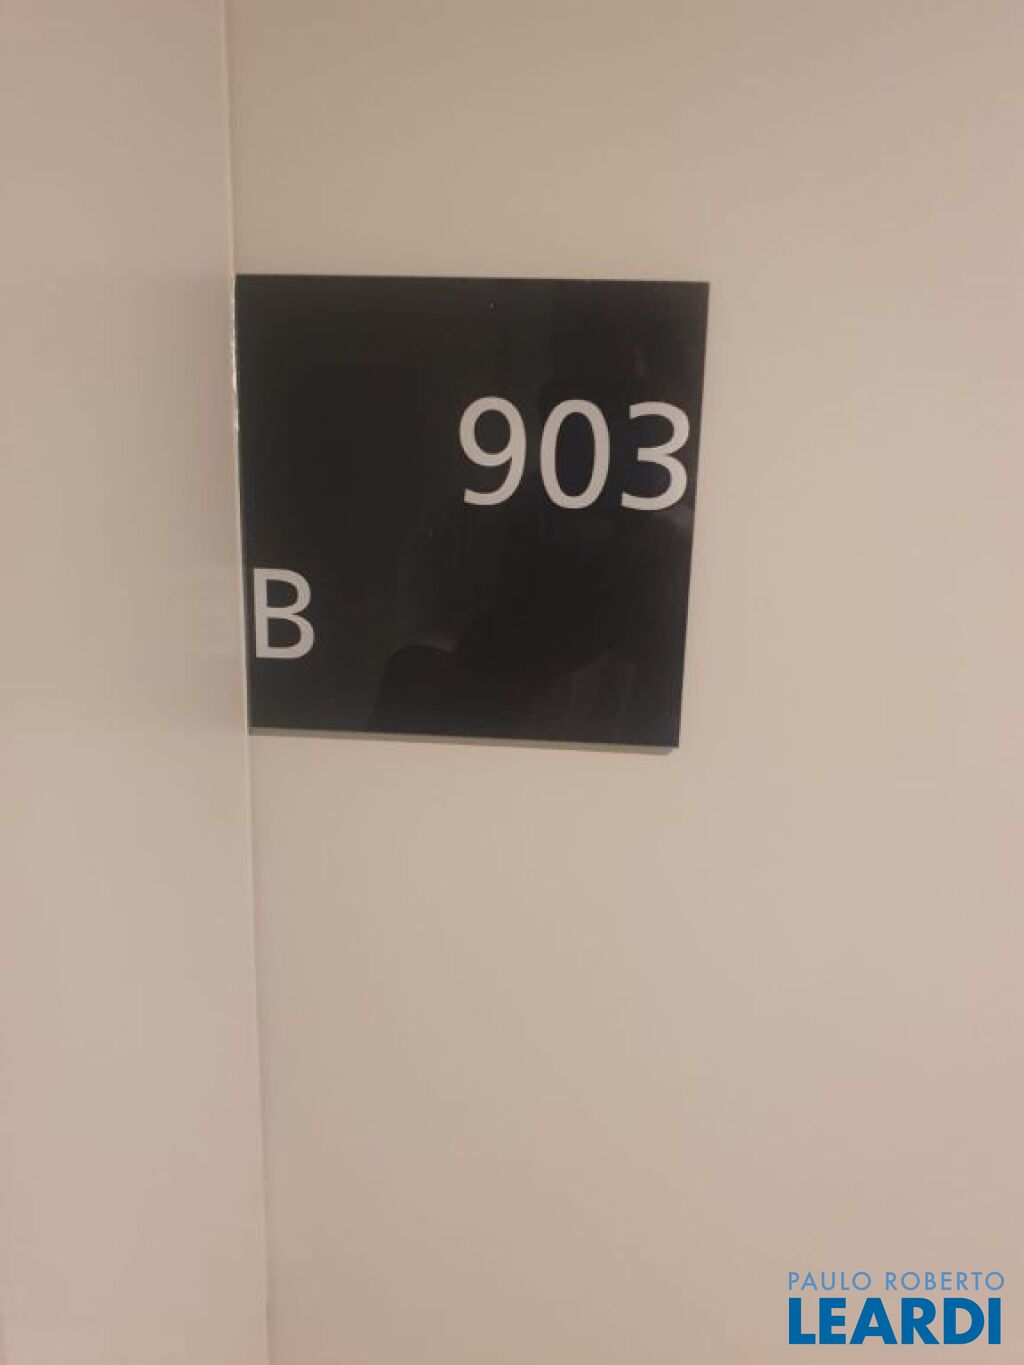 903
B
PAULO ROBERTO
LEARDI